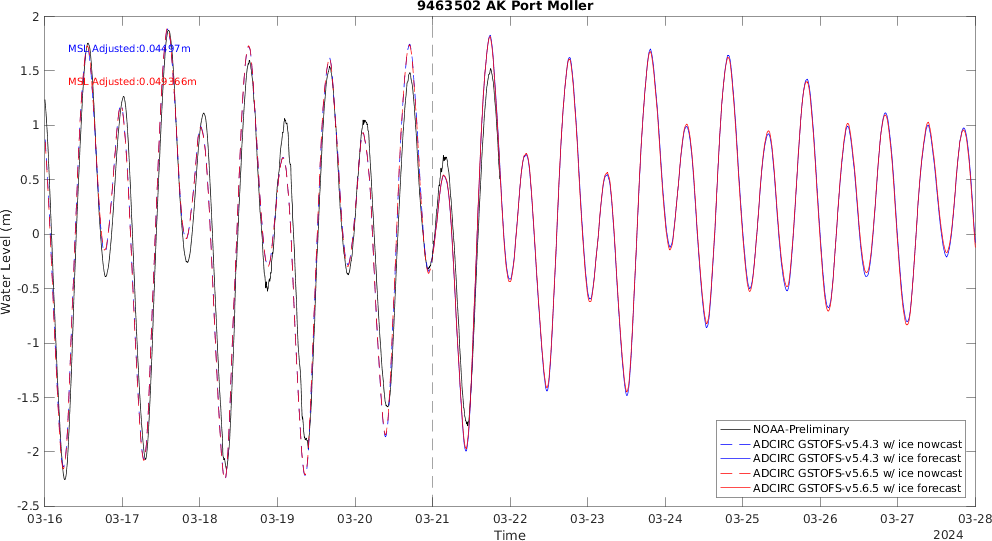 9463502 AK Port Moller
MSL Adjusted:0.04497m
MSL Adjusted:0.049366m
Water Level (m)
2
1.5
1
0.5
0
-0.5
-1
-1.5
-2
-2.5
NOAA-Preliminary
ADCIRC GSTOFS-v5.4.3 w/ ice nowcast
ADCIRC GSTOFS-v5.4.3 w/ ice forecast
ADCIRC GSTOFS-v5.6.5 w/ ice nowcast
ADCIRC GSTOFS-v5.6.5 w/ ice forecast
03-16 03-17 03-18 03-19 03-20 03-21 03-22 03-23 03-24 03-25 03-26 03-27 03-28
Time
2024